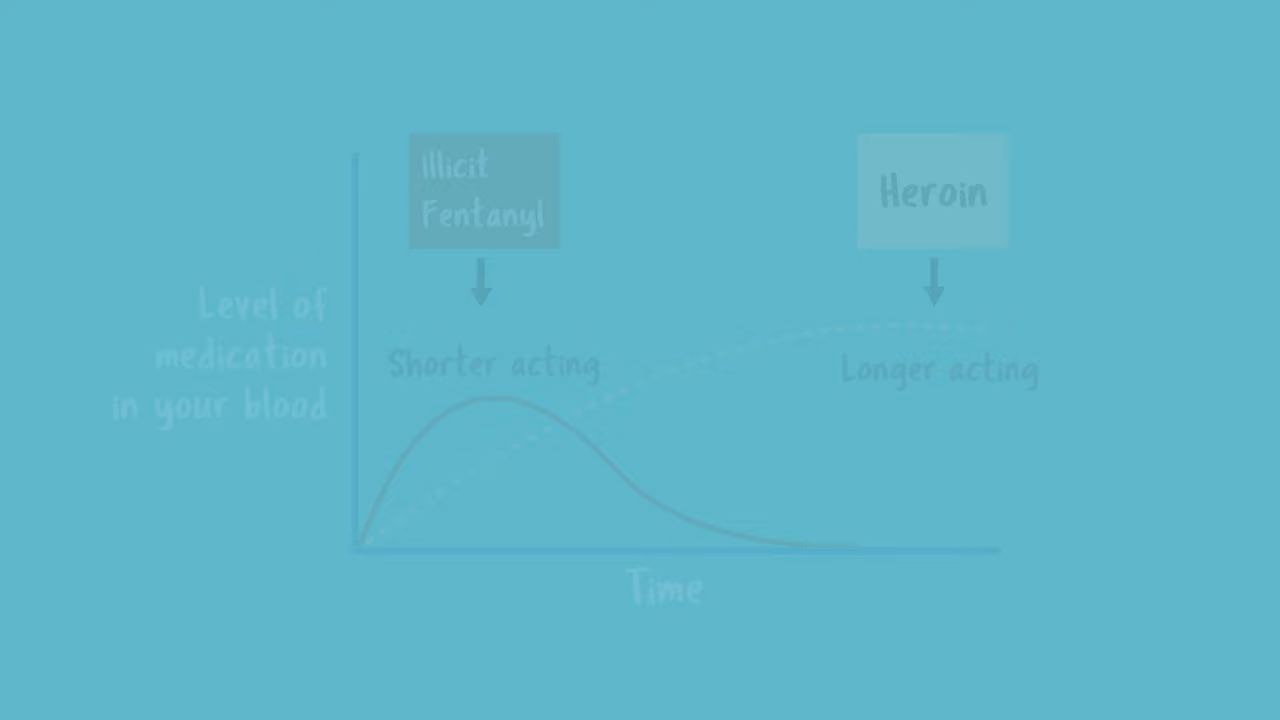 Illicit
Fentanyl
Heroin
Level of
medication
in your blood
Shorter acting
Longer acting
Time